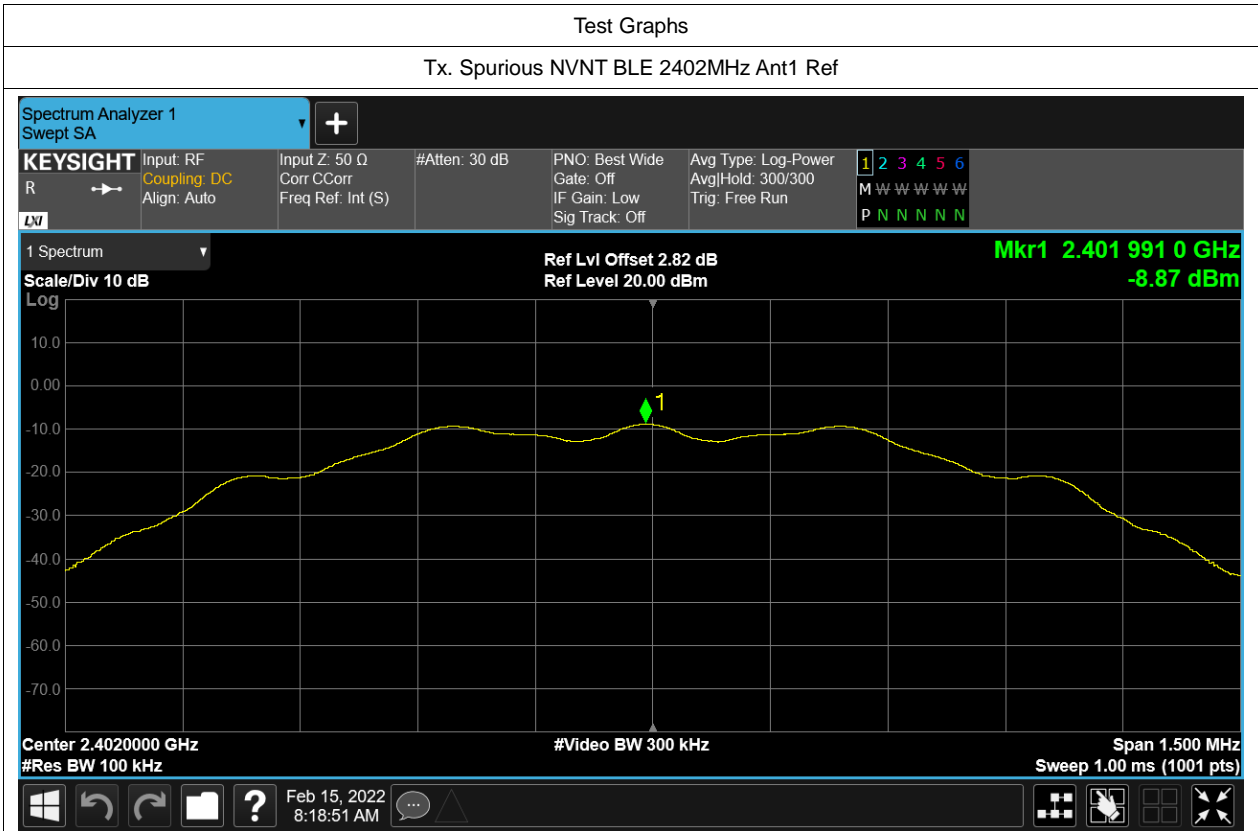 Test Graphs
Tx. Spurious NVNT BLE 2402MHz Ant1 Ref
Spectrum Analyzer 1
Swept SA
KEYSIGHT
R
LXI
Input: RF
Coupling: DC
Align: Auto
Input Z: 50 Ω
Corr CCorr
Freq Ref: Int (S)
#Atten: 30 dB
PNO: Best Wide
Gate: Off
IF Gain: Low
Sig Track: Off
Avg Type: Log-Power
Avg|Hold: 300/300
Trig: Free Run
1 2 3 4 5 6
M W W W W W
P N N N N N
1 Spectrum
Scale/Div 10 dB
Log
Ref Lvl Offset 2.82 dB
Ref Level 20.00 dBm
Mkr1 2.401 991 0 GHz
-8.87 dBm
10.0
0.00
-10.0
-20.0
-30.0
-40.0
-50.0
-60.0
-70.0
1
Center 2.4020000 GHz
#Res BW 100 kHz
#Video BW 300 kHz
Span 1.500 MHz
Sweep 1.00 ms (1001 pts)
?
Feb 15, 2022
8:18:51 AM